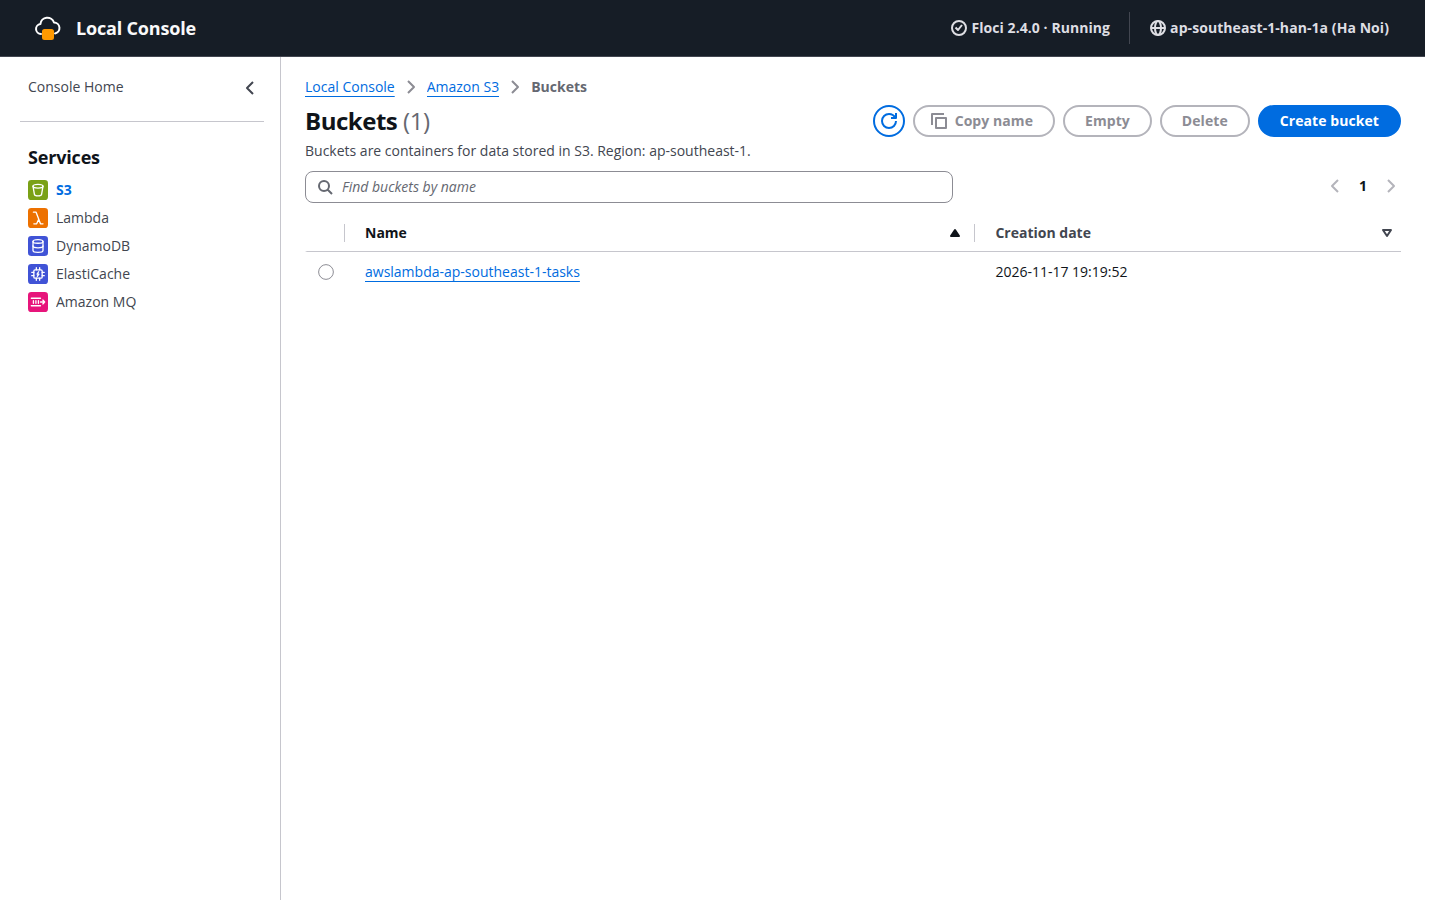 Local Console
Floci 2.4.0 · Running
ap-southeast-1-han-1a (Ha Noi)
Console Home
Services
S3
Lambda
DynamoDB
ElastiCache
Amazon MQ
Local Console > Amazon S3 > Buckets
Buckets (1)
Copy name
Empty
Delete
Create bucket
Buckets are containers for data stored in S3. Region: ap-southeast-1.
Find buckets by name
1
Name
Creation date
awslambda-ap-southeast-1-tasks
2026-11-17 19:19:52